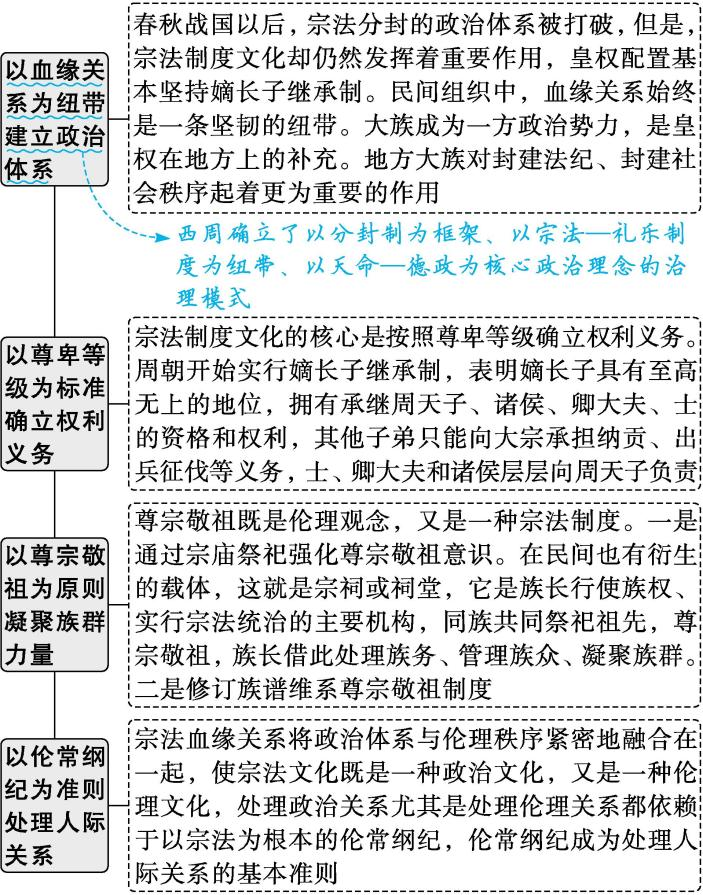 以血缘关
系为纽带
建立政治
体系
春秋战国以后，宗法分封的政治体系被打破，但是，
宗法制度文化却仍然发挥着重要作用，皇权配置基
本坚持嫡长子继承制。民间组织中，血缘关系始终
是一条坚韧的纽带。大族成为一方政治势力，是皇
权在地方上的补充。地方大族对封建法纪、封建社
会秩序起着更为重要的作用
西周确立了以分封制为框架、以宗法—礼乐制
度为纽带、以天命—德政为核心政治理念的治
理模式
以尊卑等
级为标准
确立权利
义务
宗法制度文化的核心是按照尊卑等级确立权利义务。
周朝开始实行嫡长子继承制，表明嫡长子具有至高
无上的地位，拥有承继周天子、诸侯、卿大夫、士
的资格和权利，其他子弟只能向大宗承担纳贡、出
兵征伐等义务，士、卿大夫和诸侯层层向周天子负责
以尊宗敬
祖为原则
凝聚族群
力量
尊宗敬祖既是伦理观念，又是一种宗法制度。一是
通过宗庙祭祀强化尊宗敬祖意识。在民间也有衍生
的载体，这就是宗祠或祠堂，它是族长行使族权、
实行宗法统治的主要机构，同族共同祭祀祖先，尊
宗敬祖，族长借此处理族务、管理族众、凝聚族群。
二是修订族谱维系尊宗敬祖制度
以伦常纲
纪为准则
处理人际
关系
宗法血缘关系将政治体系与伦理秩序紧密地融合在
一起，使宗法文化既是一种政治文化，又是一种伦
理文化，处理政治关系尤其是处理伦理关系都依赖
于以宗法为根本的伦常纲纪，伦常纲纪成为处理人
际关系的基本准则